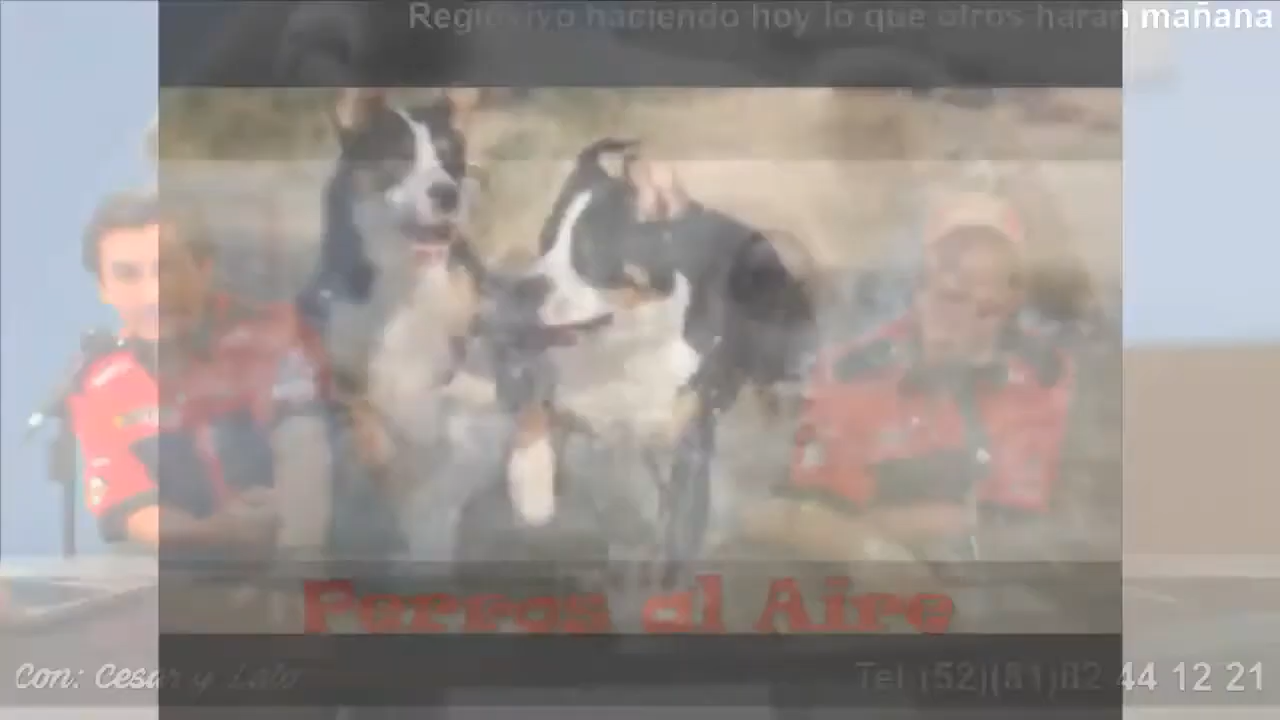 Regiosivo haciendo hoy lo que otros harán mañana
Perros al Aire
Con: Cesar y Lalo
Tel (52)(81)82 44 12 21